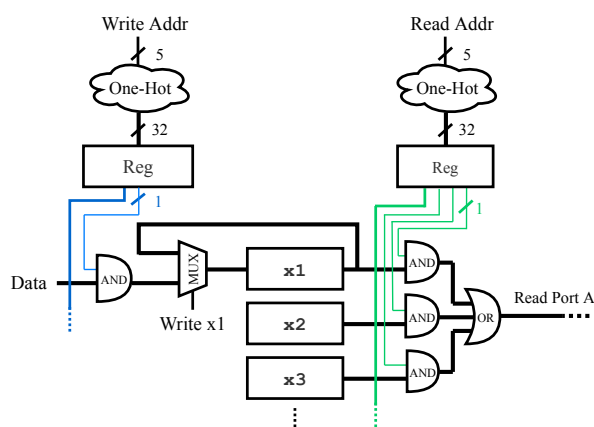 Write Addr
Read Addr
5
5
One-Hot
One-Hot
32
32
Reg
Reg
1
1
Data
AND
MUX
x1
AND
Write x1
x2
AND
OR
Read Port A
x3
AND